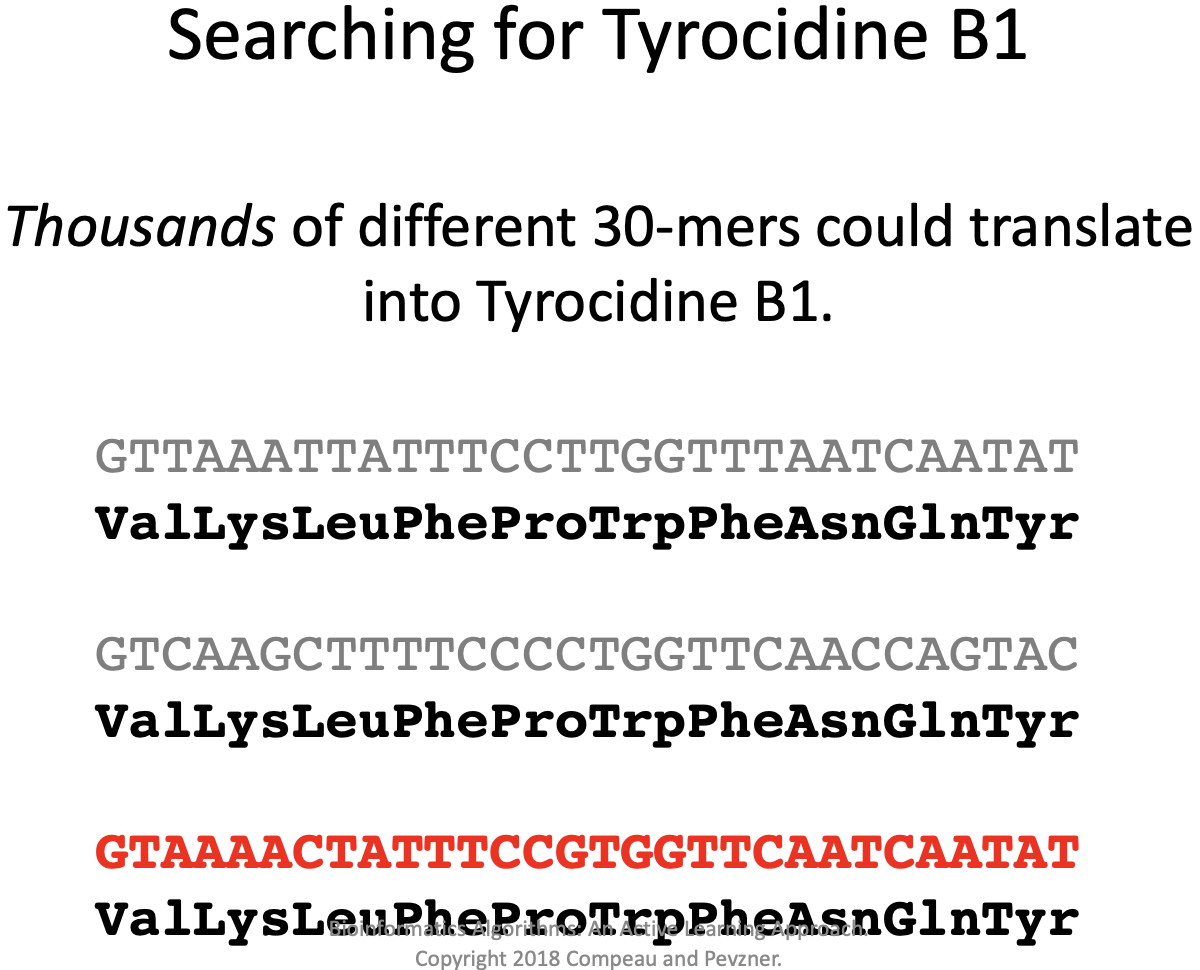 Searching for Tyrocidine B1
Thousands of different 30-mers could translate
into Tyrocidine B1.
GTTAAATTATTTCCTTGGTTTAATCAATAT
ValLysLeuPheProTrpPheAsnGlnTyr
GTCAAGCTTTTCCCCTGGTTCAACCAGTAC
ValLysLeuPheProTrpPheAsnGlnTyr
GTAAAACTATTTCCGTGGTTCAATCAATAT
ValLysLeuPheProTrpPheAsnGlnTyr
Bioinformatics Algorithms: An Active Learning Approach.
Copyright 2018 Compeau and Pevzner.